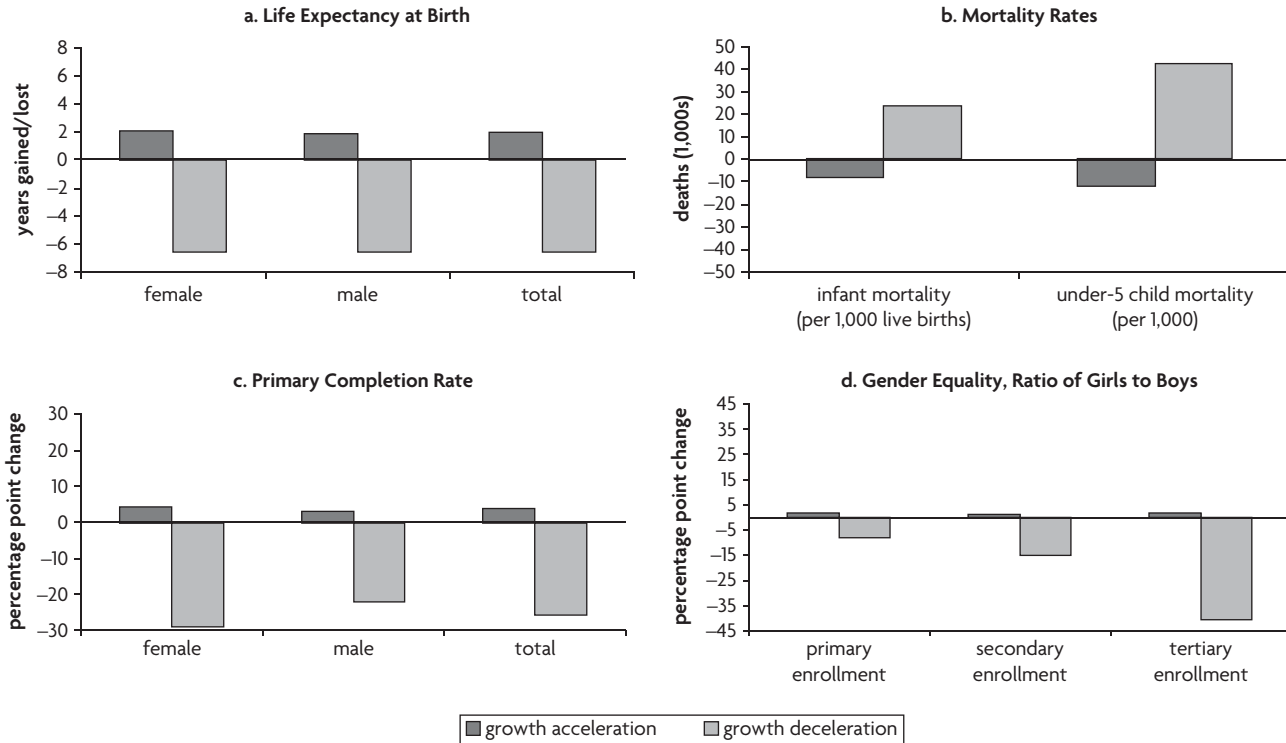 a. Life Expectancy at Birth
8
6
4
2
0
−2
−4
−6
−8
years gained/lost
female
male
total
b. Mortality Rates
50
40
30
20
10
0
−10
−20
−30
−40
−50
deaths (1,000s)
infant mortality
(per 1,000 live births)
under-5 child mortality
(per 1,000)
c. Primary Completion Rate
30
20
10
0
−10
−20
−30
percentage point change
female
male
total
d. Gender Equality, Ratio of Girls to Boys
45
35
25
15
5
−5
−15
−25
−35
−45
percentage point change
primary
enrollment
secondary
enrollment
tertiary
enrollment
growth acceleration
growth deceleration